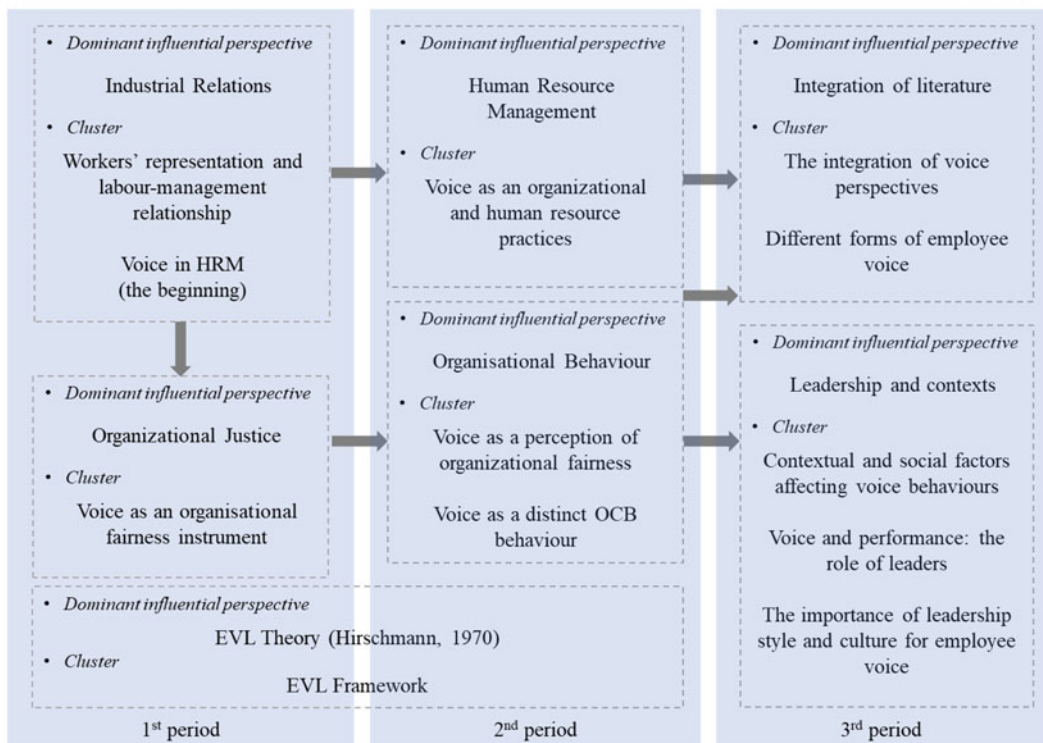 • Dominant influential perspective
Industrial Relations
• Cluster
Workers' representation and
labour-management
relationship
Voice in HRM
(the beginning)
• Dominant influential perspective
Organizational Justice
• Cluster
Voice as an organisational
fairness instrument
• Dominant influential perspective
Human Resource
Management
• Cluster
Voice as an organizational
and human resource
practices
• Dominant influential perspective
Organisational Behaviour
• Cluster
Voice as a perception of
organizational fairness
Voice as a distinct OCB
behaviour
• Dominant influential perspective
EVL Theory (Hirschmann, 1970)
• Cluster
EVL Framework
• Dominant influential perspective
Integration of literature
• Cluster
The integration of voice
perspectives
Different forms of employee
voice
• Dominant influential perspective
Leadership and contexts
• Cluster
Contextual and social factors
affecting voice behaviours
Voice and performance: the
role of leaders
The importance of leadership
style and culture for employee
voice
1st period
2nd period
3rd period